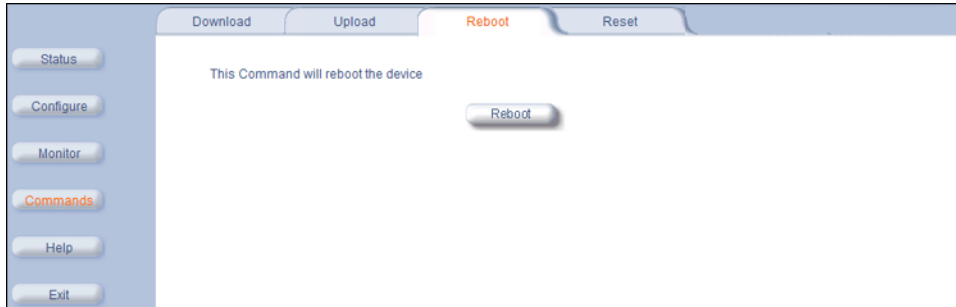 Download Upload Reboot Reset
Status
This Command will reboot the device
Configure
Reboot
Monitor
Commands
Help
Exit